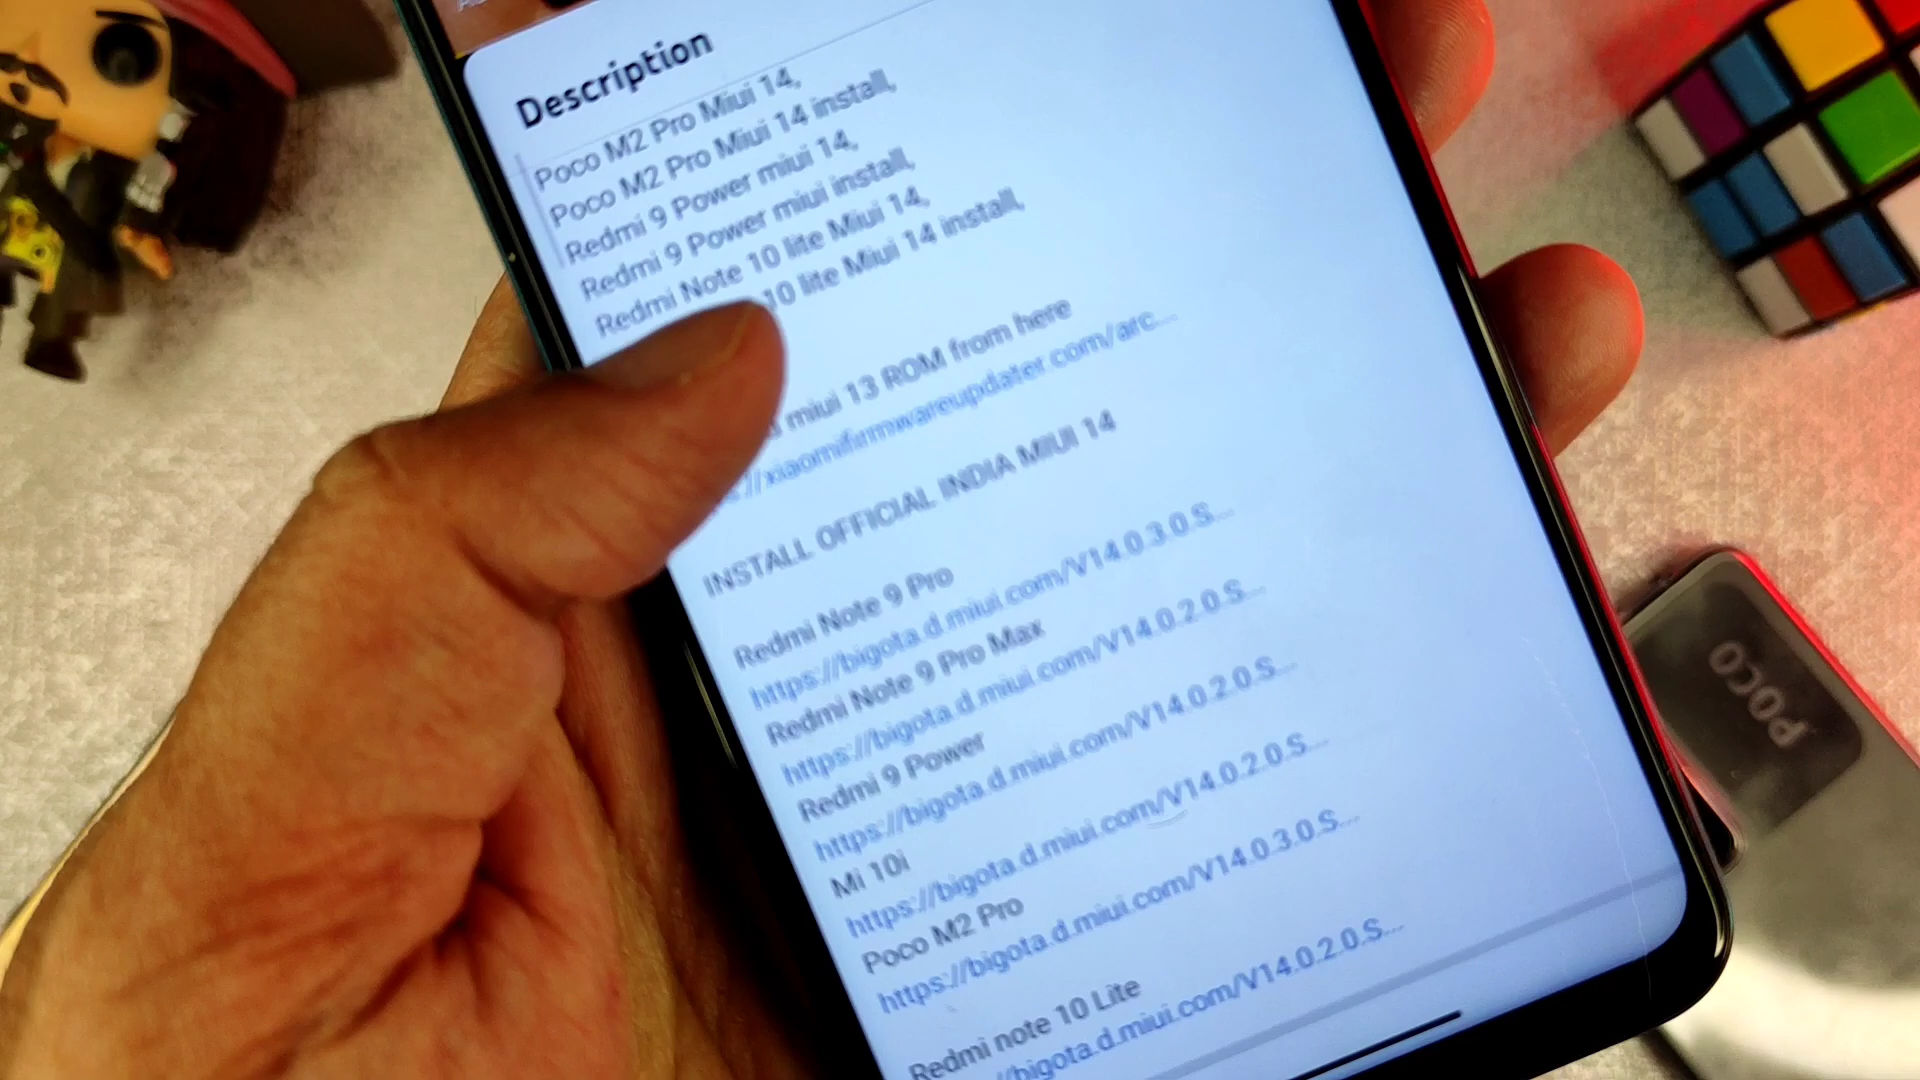 Description
Poco M2 Pro Miui 14,
Poco M2 Pro Miui 14 install,
Redmi 9 Power miui 14,
Redmi 9 Power miui install,
Redmi Note 10 lite Miui 14,
10 lite Miui 14 install,
miui 13 ROM from here
://xiaomifirmwareupdater.com/arc...
INSTALL OFFICIAL INDIA MIUI 14
Redmi Note 9 Pro
https://bigota.d.miui.com/V14.0.3.0.S...
Redmi Note 9 Pro Max
https://bigota.d.miui.com/V14.0.2.0.S...
Redmi 9 Power
https://bigota.d.miui.com/V14.0.2.0.S...
Mi 10i
https://bigota.d.miui.com/V14.0.2.0.S...
Poco M2 Pro
https://bigota.d.miui.com/V14.0.3.0.S...
Redmi note 10 Lite
//bigota.d.miui.com/V14.0.2.0.S...
POCO